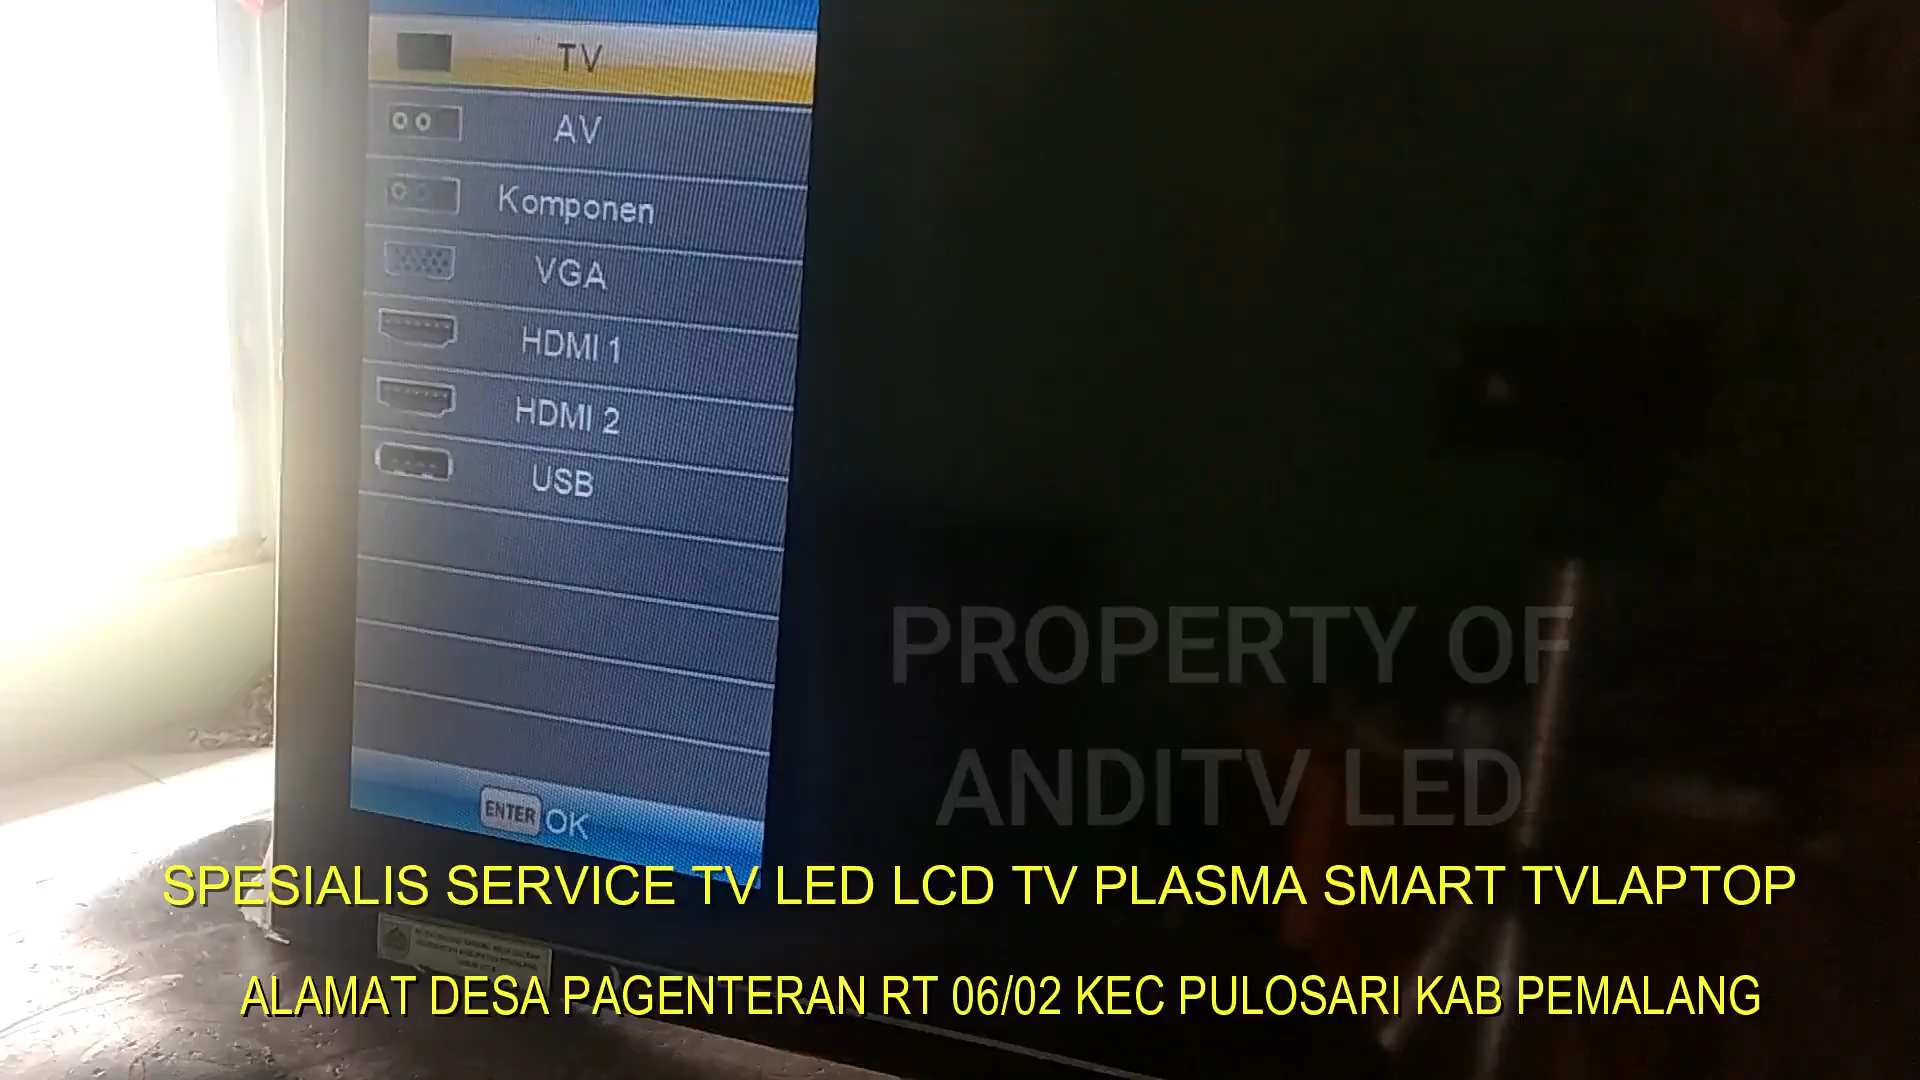 TV
AV
Komponen
VGA
HDMI 1
HDMI 2
USB
ENTER OK
PROPERTY OF
ANDITV LED
SPESIALIS SERVICE TV LED LCD TV PLASMA SMART TVLAPTOP
ALAMAT DESA PAGENTERAN RT 06/02 KEC PULOSARI KAB PEMALANG